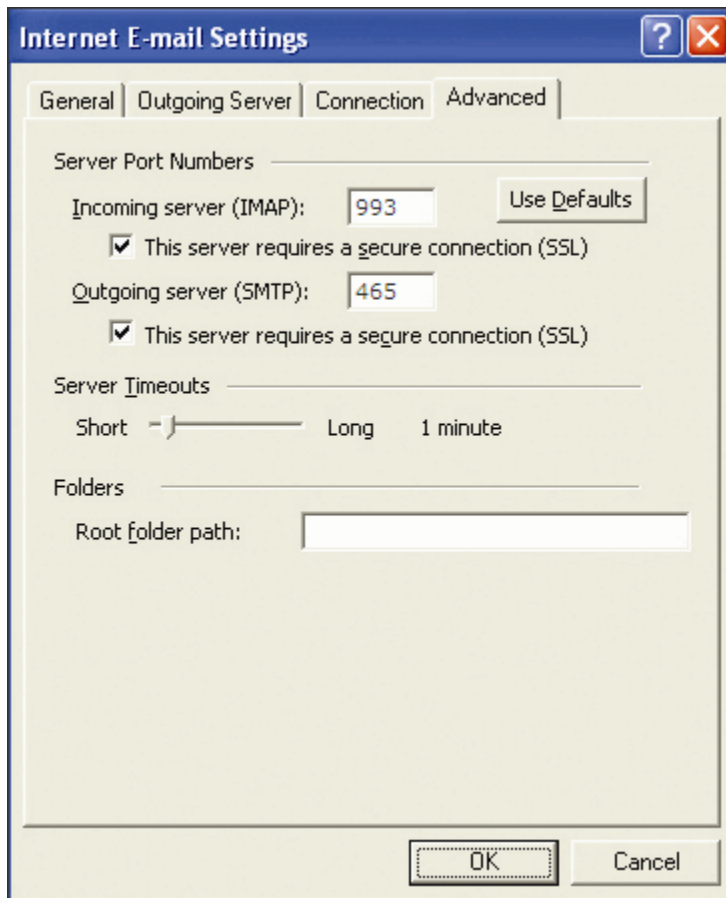 Internet E-mail Settings
General Outgoing Server Connection Advanced
Server Port Numbers
Incoming server (IMAP): 993 Use Defaults
This server requires a secure connection (SSL)
Outgoing server (SMTP): 465
This server requires a secure connection (SSL)
Server Timeouts
Short Long 1 minute
Folders
Root folder path:
OK Cancel